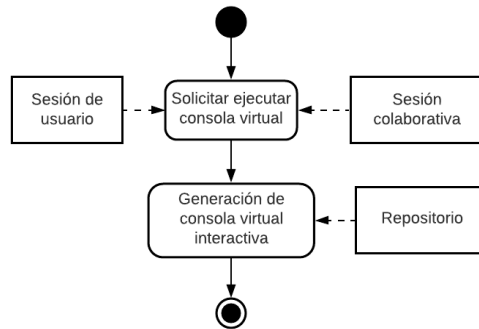 Sesión de
usuario
Solicitar ejecutar
consola virtual
Sesión
colaborativa
Generación de
consola virtual
interactiva
Repositorio